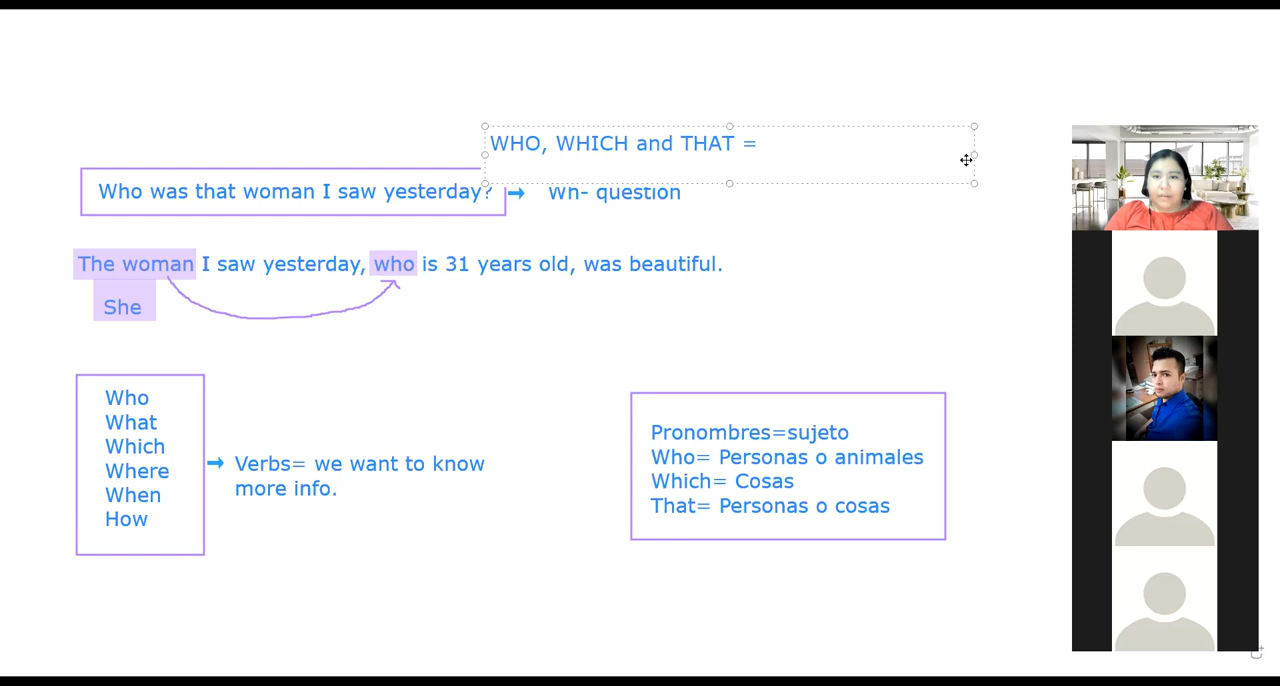 WHO, WHICH and THAT =
Who was that woman I saw yesterday?
Wh- question
The woman I saw yesterday, who is 31 years old, was beautiful.
She
Who
What
Which
Where
When
How
Verbs= we want to know
more info.
Pronombres=sujeto
Who= Personas o animales
Which= Cosas
That= Personas o cosas